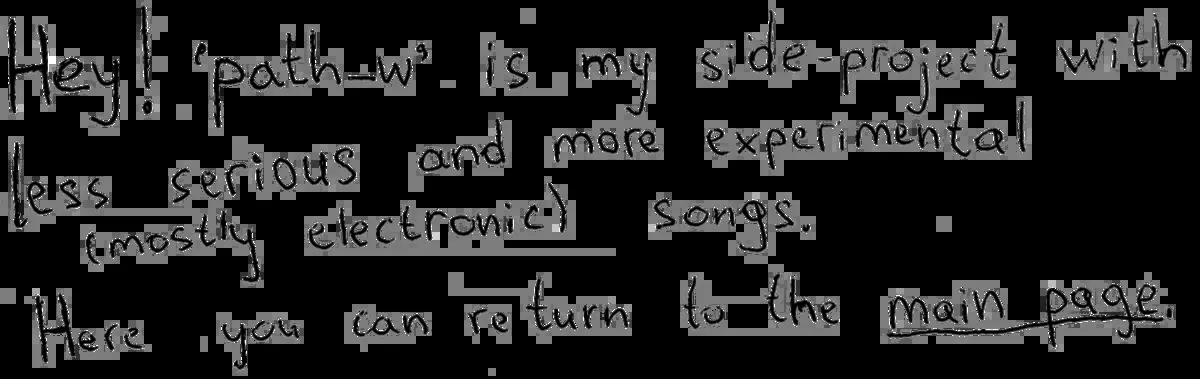 Hey! 'path-w' is my side-project with
less serious and more experimental
(mostly electronic) songs.
Here you can return to the main page.